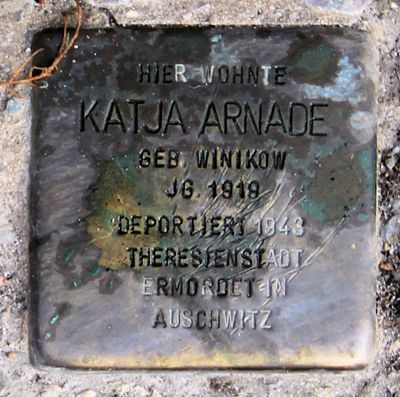 HIER WOHNTE
KATJA ARNADE
GEB. WINIKOW
JG. 1919
DEPORTIERT 1943
THERESIENSTADT
ERMORDET IN
AUSCHWITZ